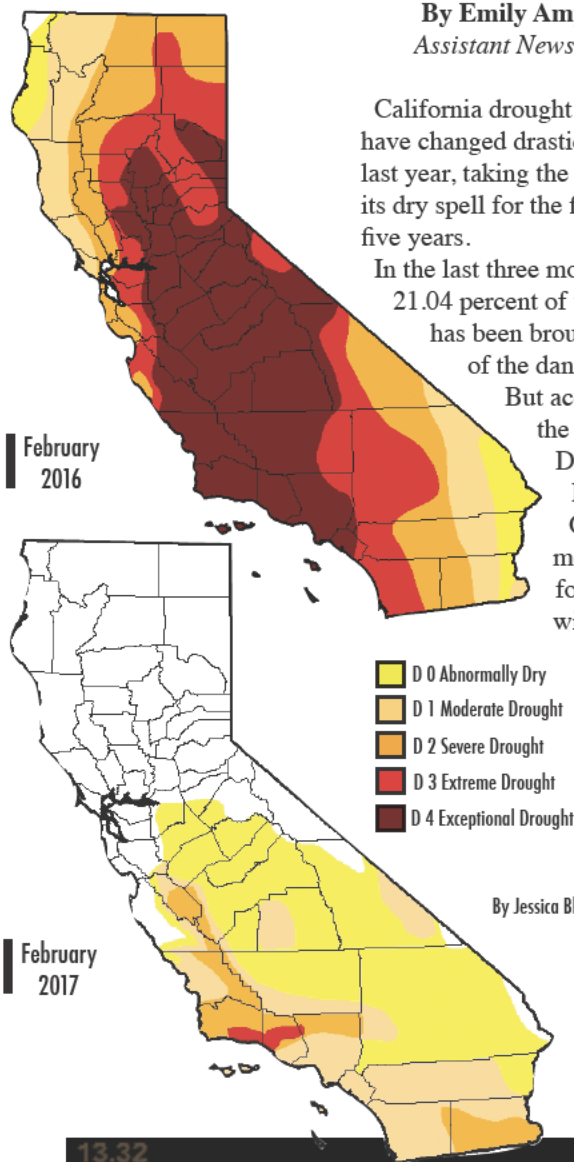 By Emily Am
Assistant News
California drought
have changed drastic
last year, taking the
its dry spell for the f
five years.
In the last three mo
21.04 percent of
has been brou
of the dan
But ac
the
D
m
fo
wi
February
2016
D 0 Abnormally Dry
D 1 Moderate Drought
D 2 Severe Drought
D 3 Extreme Drought
D 4 Exceptional Drought
By Jessica Bl
February
2017
13.32